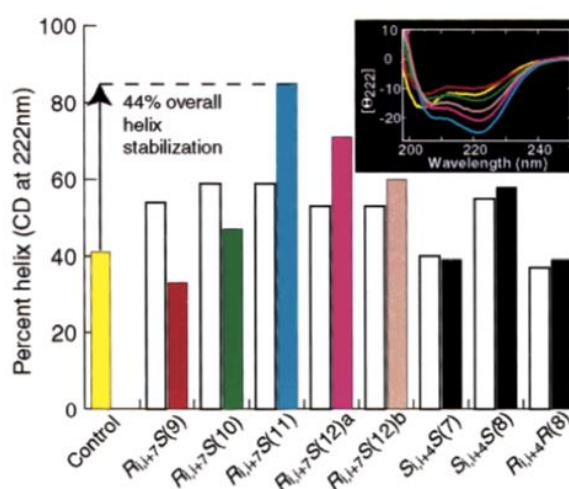 100
80
60
40
20
0
Percent helix (CD at 222nm)
44% overall
helix
stabilization
10
0
-10
-20
[Θ222]
200
220
240
Wavelength (nm)
Control
Ri,i+7S(9)
Ri,i+7S(10)
Ri,i+7S(11)
Ri,i+7S(12)a
Ri,i+7S(12)b
Si,i+4S(7)
Si,i+4S(8)
Ri,i+4R(8)